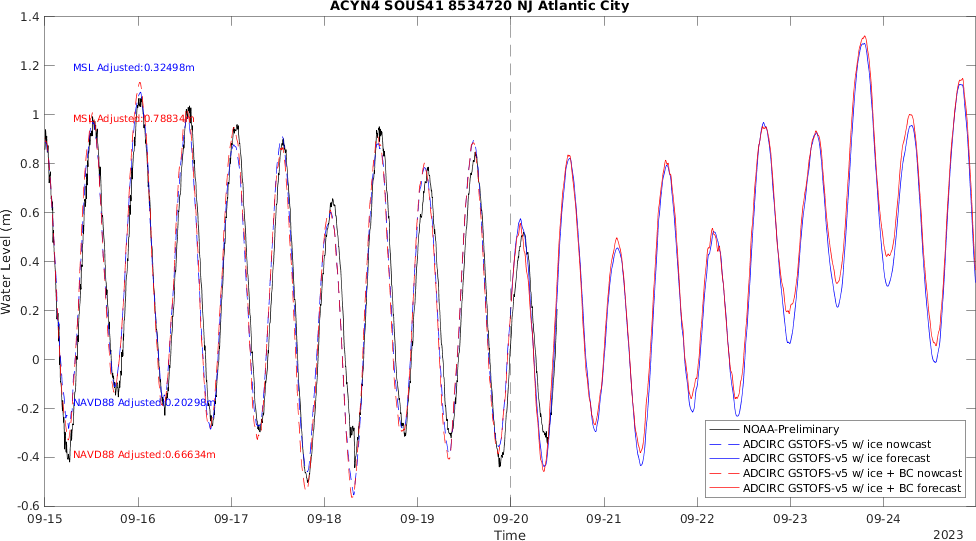 ACYN4 SOUS41 8534720 NJ Atlantic City
1.4
1.2
1
0.8
0.6
0.4
0.2
0
-0.2
-0.4
-0.6
Water Level (m)
MSL Adjusted:0.32498m
MSL Adjusted:0.78834m
NAVD88 Adjusted:0.20298m
NAVD88 Adjusted:0.66634m
NOAA-Preliminary
ADCIRC GSTOFS-v5 w/ ice nowcast
ADCIRC GSTOFS-v5 w/ ice forecast
ADCIRC GSTOFS-v5 w/ ice + BC nowcast
ADCIRC GSTOFS-v5 w/ ice + BC forecast
09-15 09-16 09-17 09-18 09-19 09-20 09-21 09-22 09-23 09-24
Time
2023